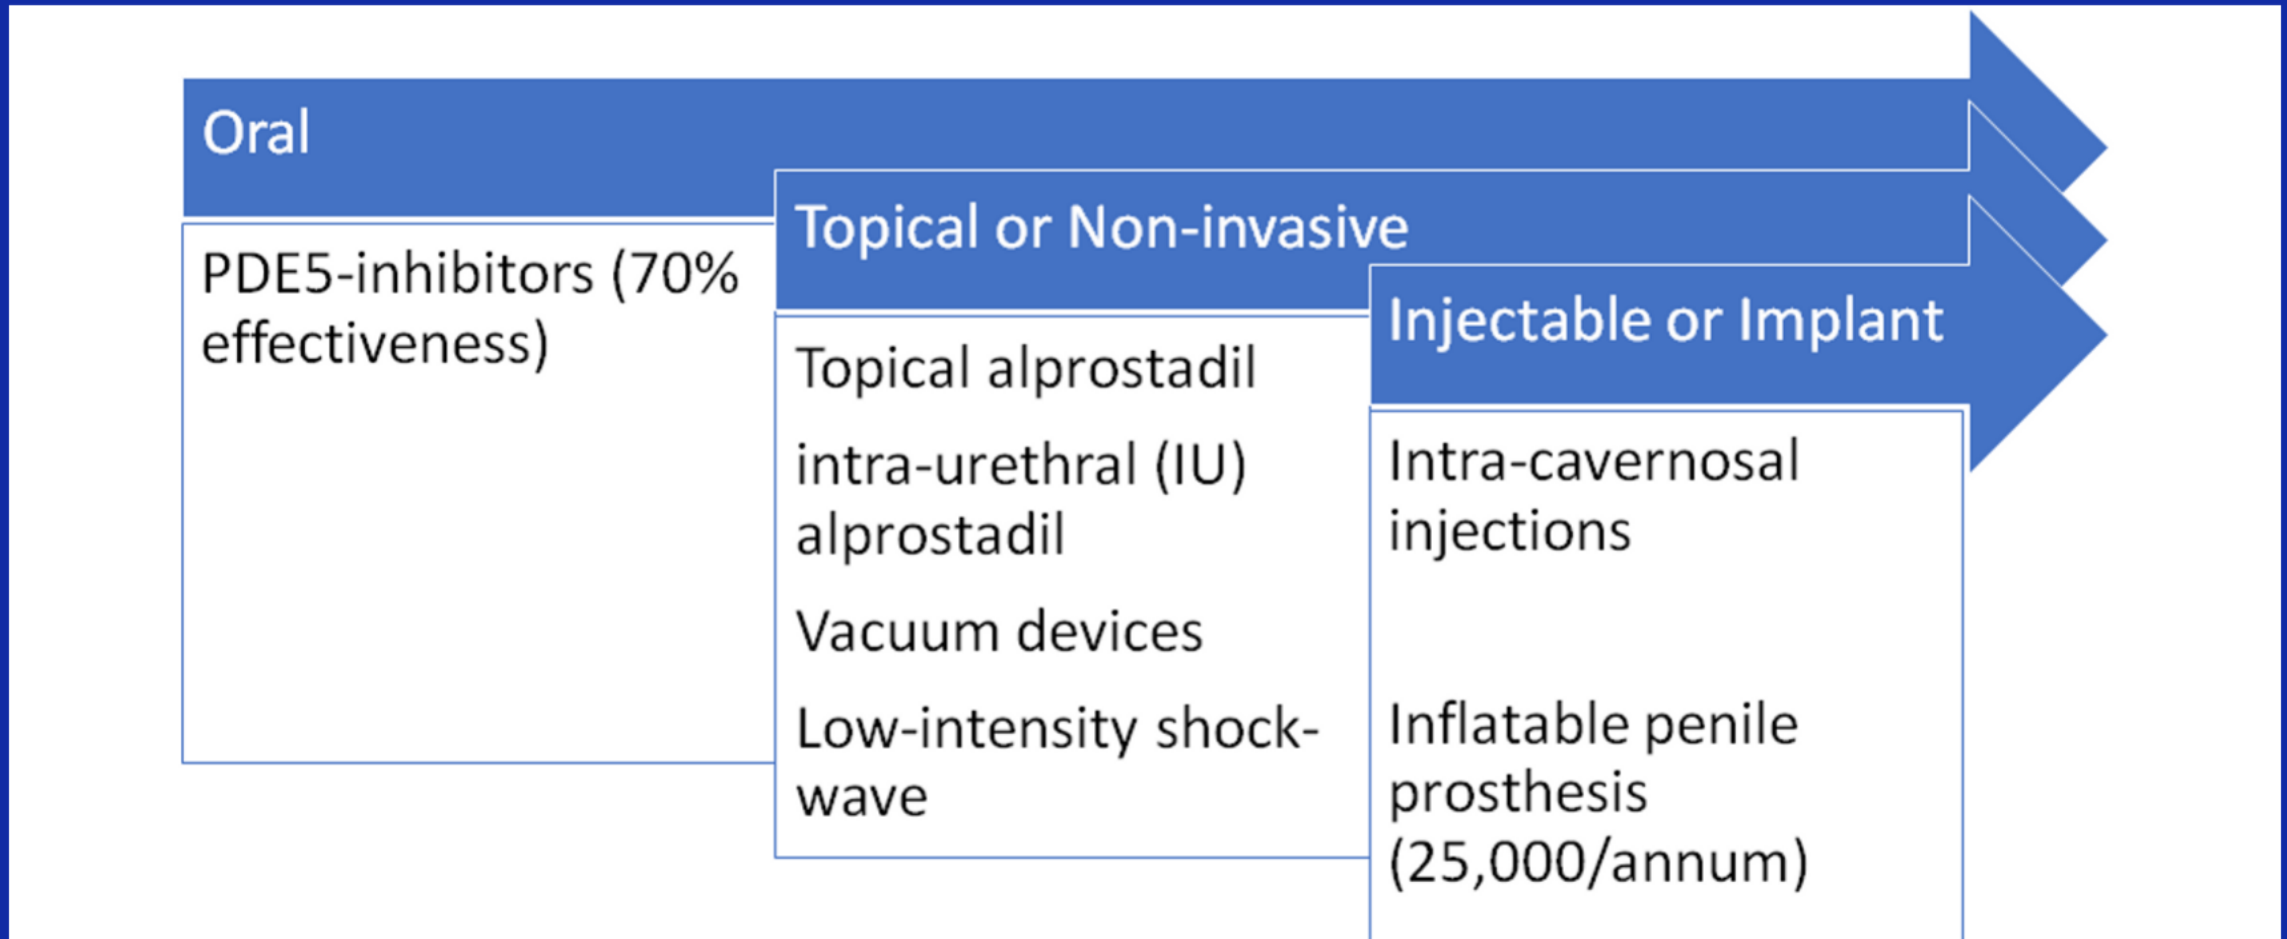 Oral
PDE5-inhibitors (70%
effectiveness)
Topical or Non-invasive
Topical alprostadil
intra-urethral (IU)
alprostadil
Vacuum devices
Low-intensity shock-
wave
Injectable or Implant
Intra-cavernosal
injections
Inflatable penile
prosthesis
(25,000/annum)